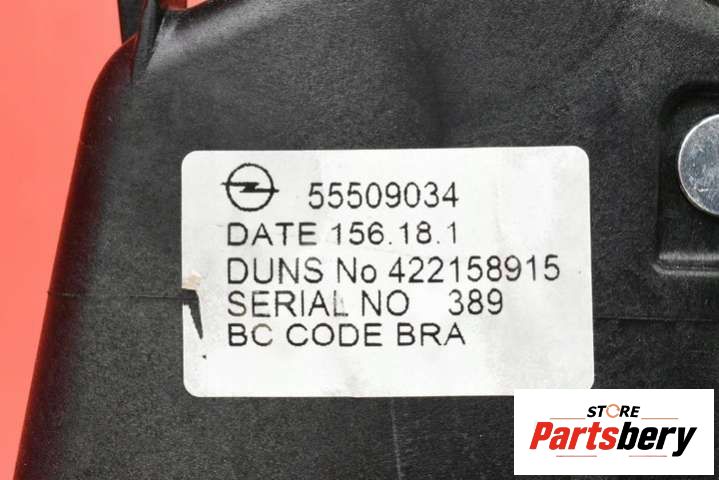 55509034
DATE 156.18.1
DUNS No 422158915
SERIAL NO 389
BC CODE BRA
STORE
Partsbery